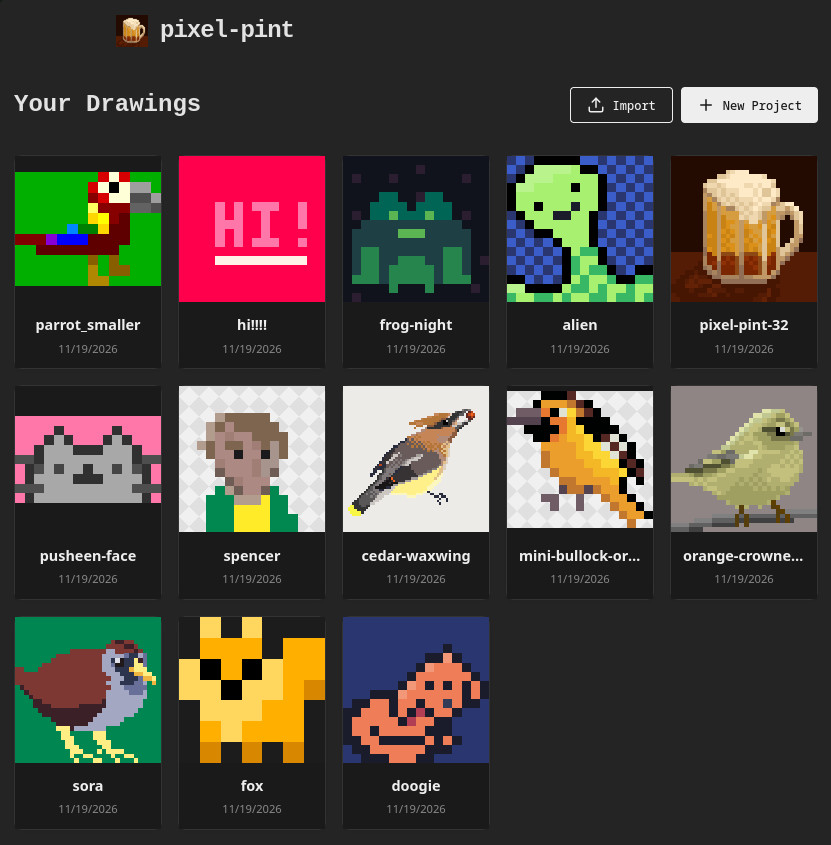 pixel-pint
Your Drawings
Import
New Project
HI!
parrot_smaller
hi!!!!
frog-night
alien
pixel-pint-32
11/19/2026
11/19/2026
11/19/2026
11/19/2026
11/19/2026
pusheen-face
spencer
cedar-waxwing
mini-bullock-or...
orange-crowne...
11/19/2026
11/19/2026
11/19/2026
11/19/2026
11/19/2026
sora
fox
doogie
11/19/2026
11/19/2026
11/19/2026